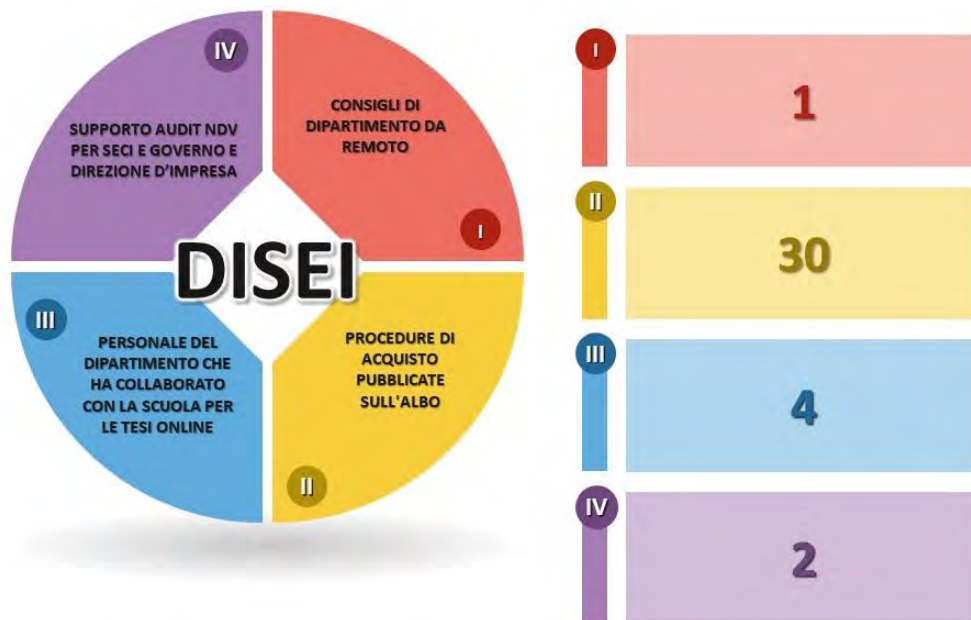 IV
SUPPORTO AUDIT NDV
PER SECI E GOVERNO E
DIREZIONE D'IMPRESA
CONSIGLI DI
DIPARTIMENTO DA
REMOTO
I
DISEI
III
PERSONALE DEL
DIPARTIMENTO CHE
HA COLLABORATO
CON LA SCUOLA PER
LE TESI ONLINE
PROCEDURE DI
ACQUISTO
PUBBLICATE
SULL'ALBO
II
I
1
II
30
III
4
IV
2